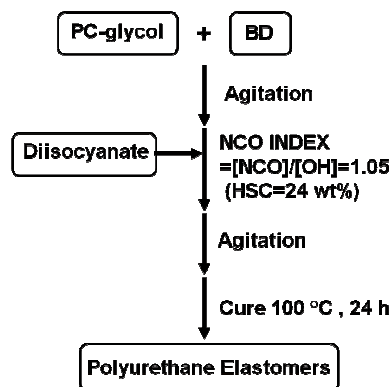 PC-glycol + BD
Agitation
Diisocyanate
NCO INDEX
=[NCO]/[OH]=1.05
(HSC=24 wt%)
Agitation
Cure 100 °C , 24 h
Polyurethane Elastomers